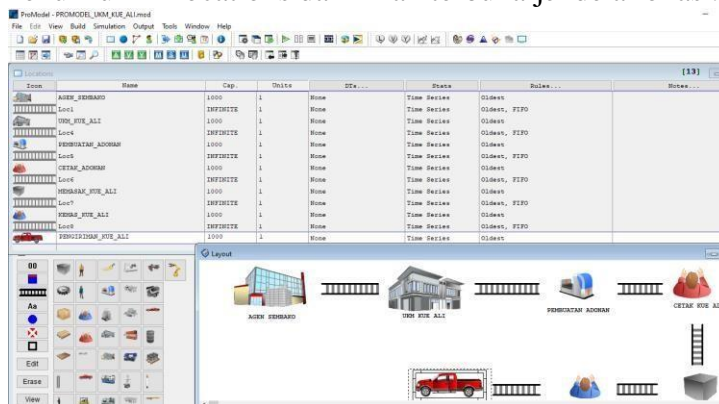 ProModel - PROMODEL_UKM_KUE_ALI.mod
File Edit View Build Simulation Output Tools Window Help
Locations [13]
Icon Name Cap. Units DTs... Stats Rules... Notes...
AGEN_SEMBAKO 1000 1 None Time Series Oldest
Loc1 INFINITE 1 None Time Series Oldest, FIFO
UKM_KUE_ALI 1000 1 None Time Series Oldest
Loc4 INFINITE 1 None Time Series Oldest, FIFO
PEMBUATAN_ADONAN 1000 1 None Time Series Oldest
Loc5 INFINITE 1 None Time Series Oldest, FIFO
CETAK_ADONAN 1000 1 None Time Series Oldest
Loc6 INFINITE 1 None Time Series Oldest, FIFO
MEMASAK_KUE_ALI 1000 1 None Time Series Oldest
Loc7 INFINITE 1 None Time Series Oldest, FIFO
KEMAS_KUE_ALI 1000 1 None Time Series Oldest
Loc8 INFINITE 1 None Time Series Oldest, FIFO
PENGIRIMAN_KUE_ALI 1000 1 None Time Series Oldest
00
Aa
Edit
Erase
View
Layout
AGEN SEMBAKO
UKM KUE ALI
PEMBUATAN ADONAN
CETAK KUE AL